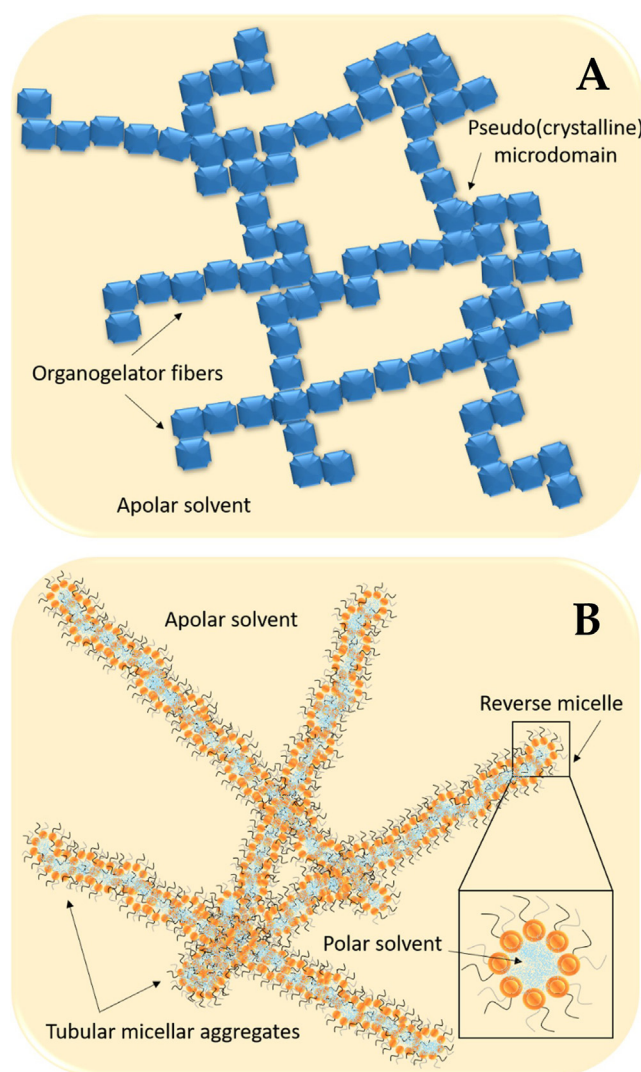 A
Pseudo(crystalline)
microdomain
Organogelator fibers
Apolar solvent
B
Apolar solvent
Reverse micelle
Polar solvent
Tubular micellar aggregates